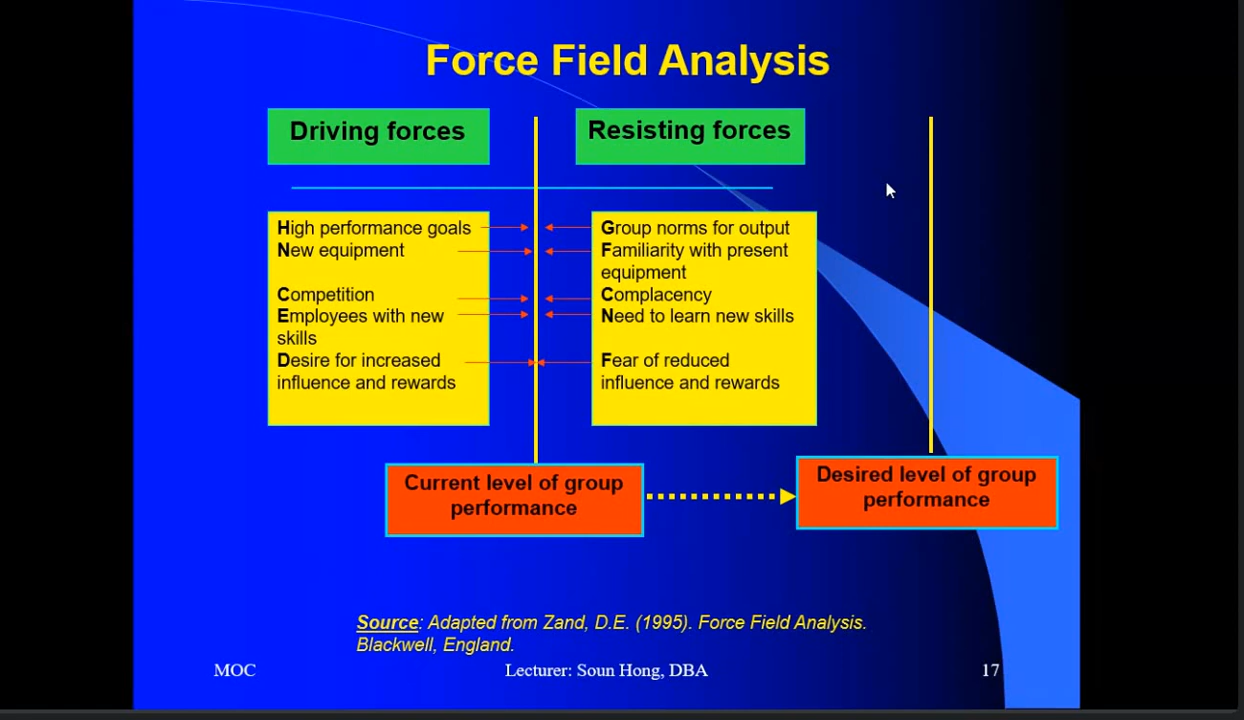 Force Field Analysis
Driving forces
Resisting forces
High performance goals
New equipment
Competition
Employees with new
skills
Desire for increased
influence and rewards
Group norms for output
Familiarity with present
equipment
Complacency
Need to learn new skills
Fear of reduced
influence and rewards
Current level of group
performance
Desired level of group
performance
Source: Adapted from Zand, D.E. (1995). Force Field Analysis.
Blackwell, England.
MOC
Lecturer: Soun Hong, DBA
17